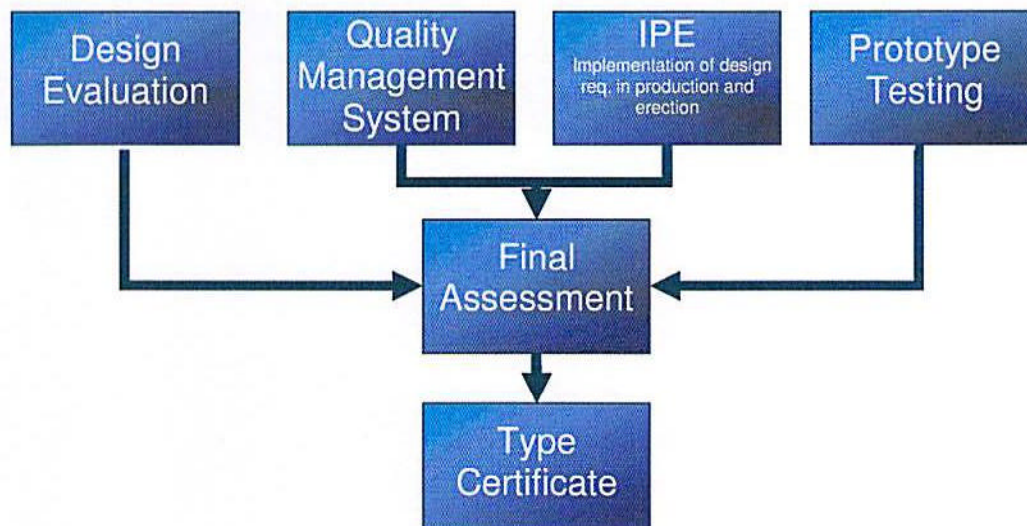 Design
Evaluation
Quality
Management
System
IPE
Implementation of design
req. in production and
erection
Prototype
Testing
Final
Assessment
Type
Certificate